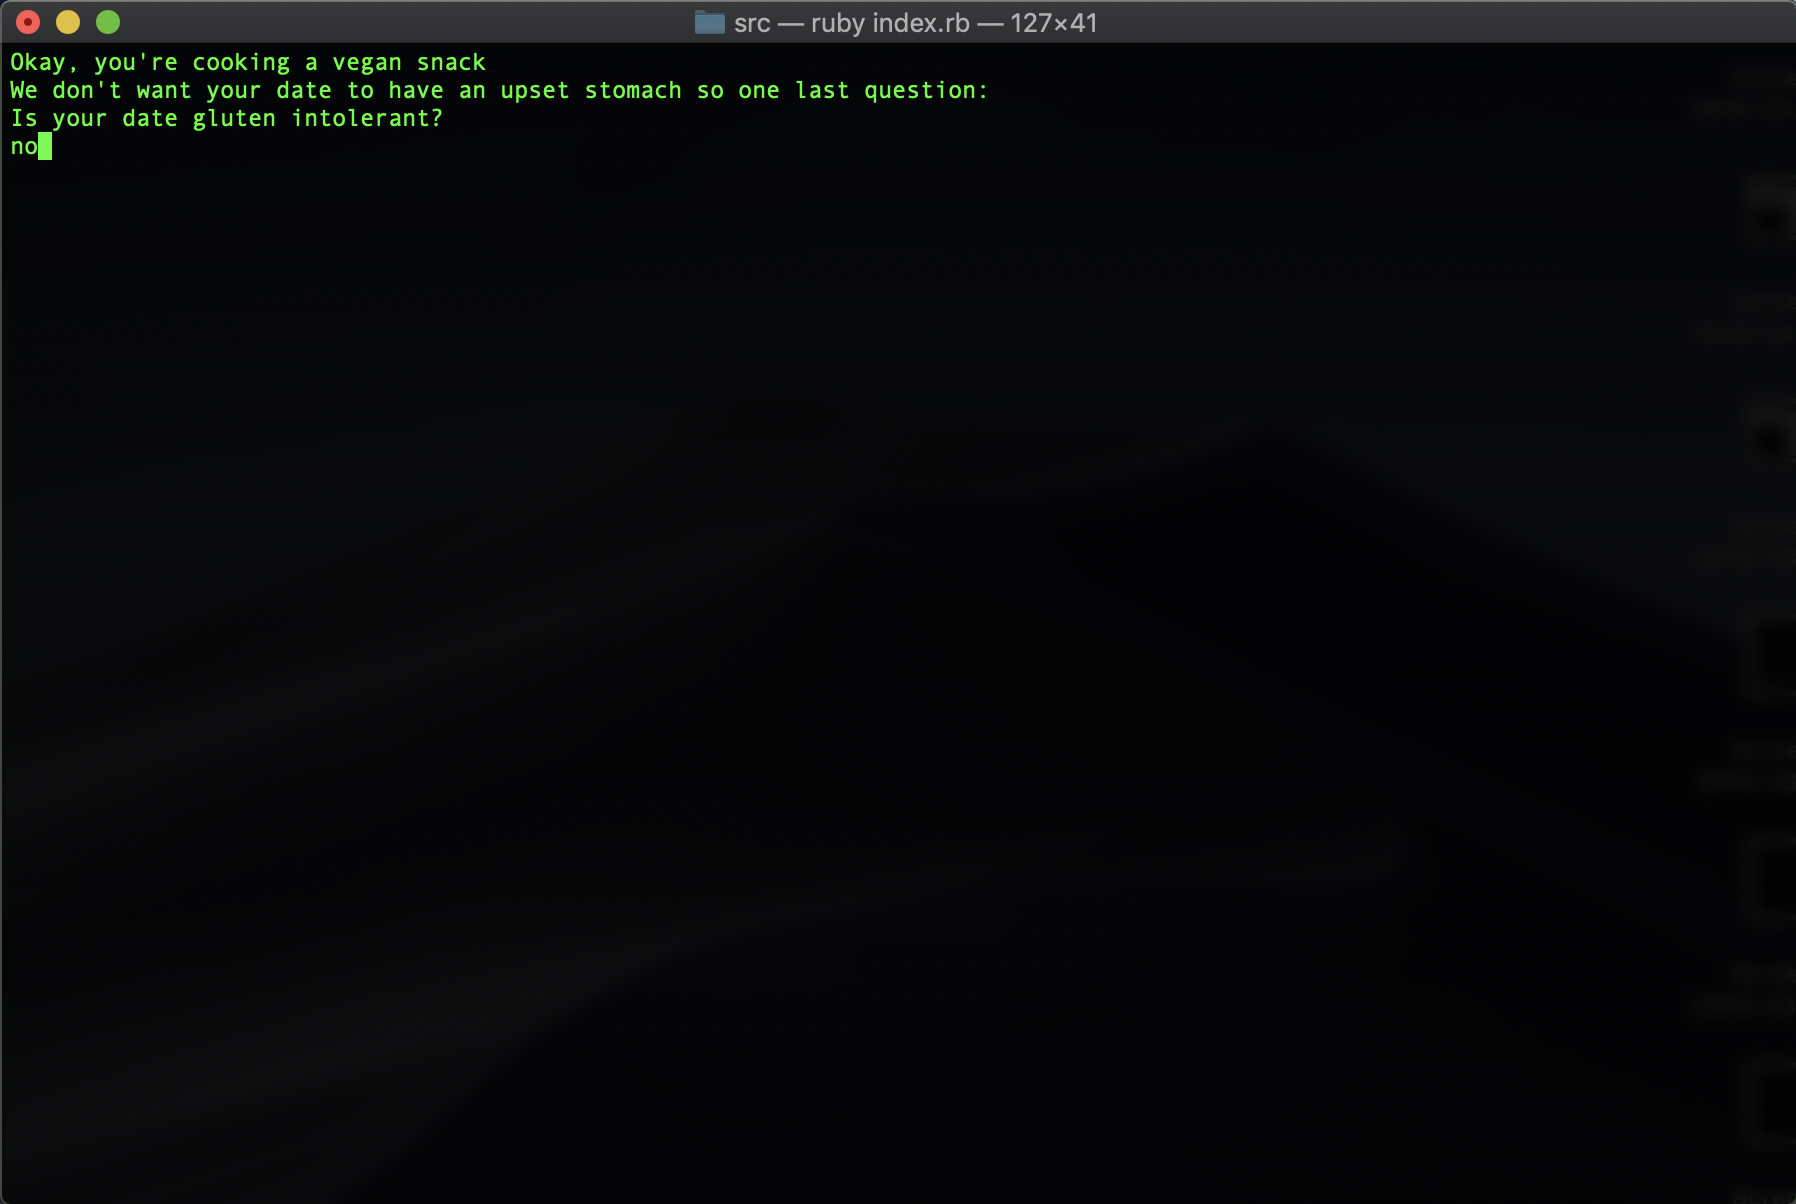 src — ruby index.rb — 127×41
Okay, you're cooking a vegan snack
We don't want your date to have an upset stomach so one last question:
Is your date gluten intolerant?
no